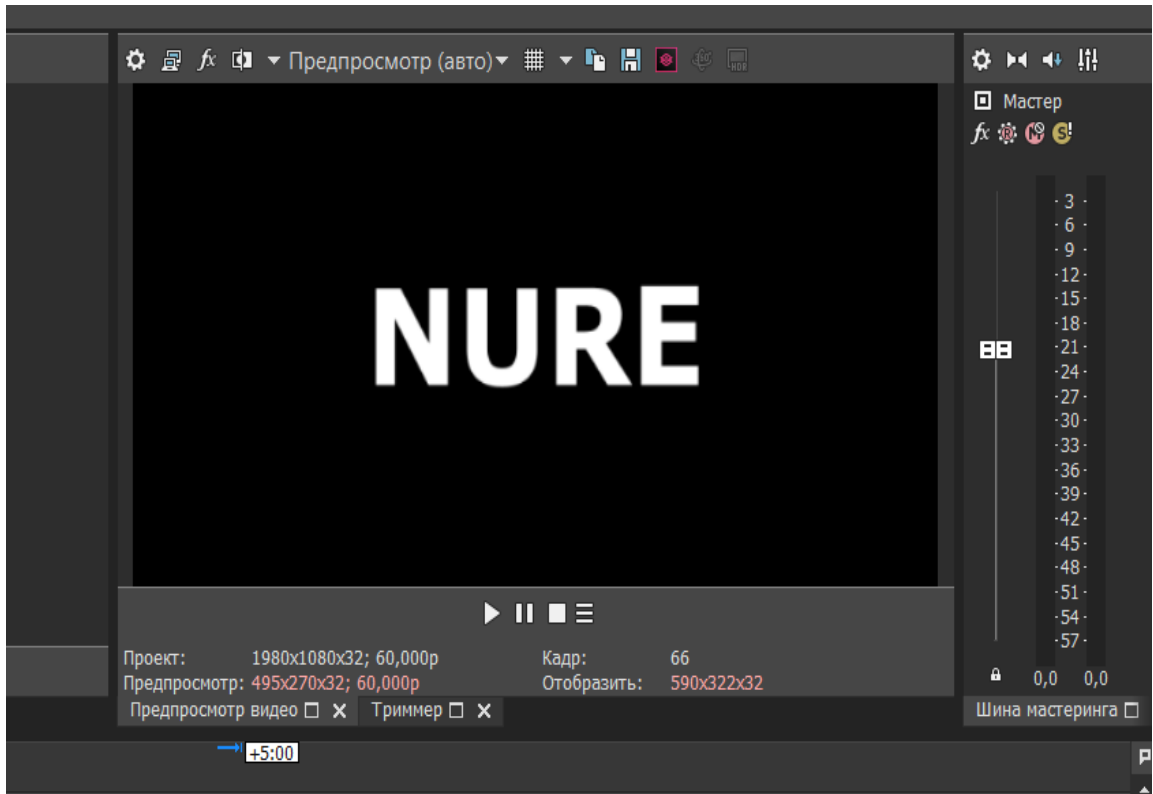 Предпросмотр (авто)
Мастер
NURE
- 3 -
- 6 -
- 9 -
-12-
-15-
-18-
-21-
-24-
-27-
-30-
-33-
-36-
-39-
-42-
-45-
-48-
-51-
-54-
-57-
0,0 0,0
Проект: 1980x1080x32; 60,000p Кадр: 66
Предпросмотр: 495x270x32; 60,000p Отобразить: 590x322x32
Предпросмотр видео Триммер
Шина мастеринга
+5:00